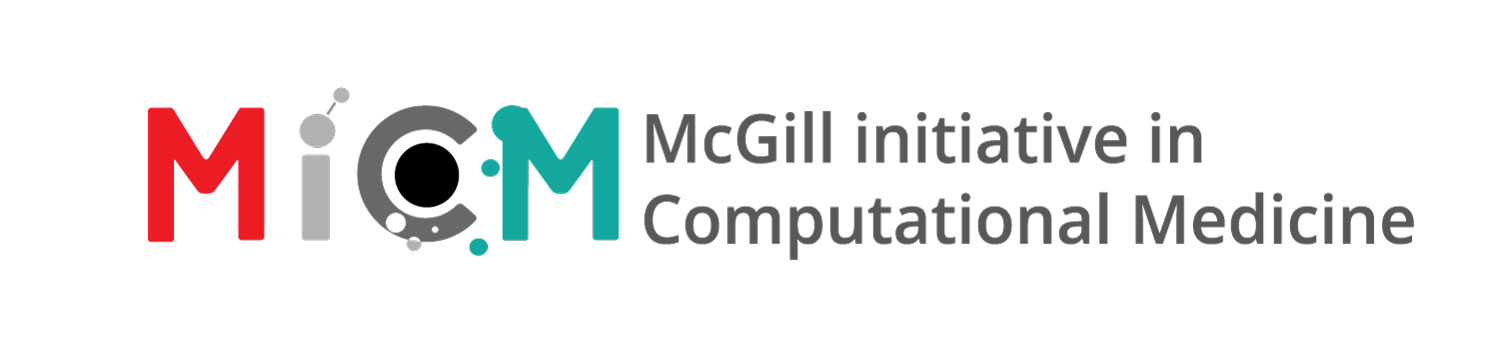 MiCM
McGill initiative in
Computational Medicine